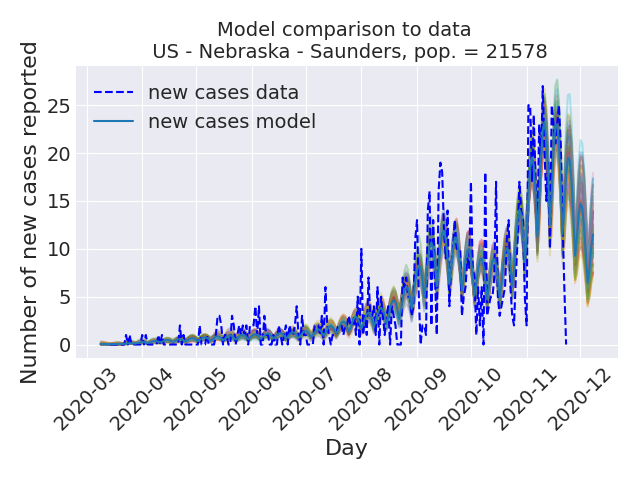 Model comparison to data
US - Nebraska - Saunders, pop. = 21578
Number of new cases reported
25
20
15
10
5
0
new cases data
new cases model
2020-03
2020-04
2020-05
2020-06
2020-07
2020-08
2020-09
2020-10
2020-11
2020-12
Day